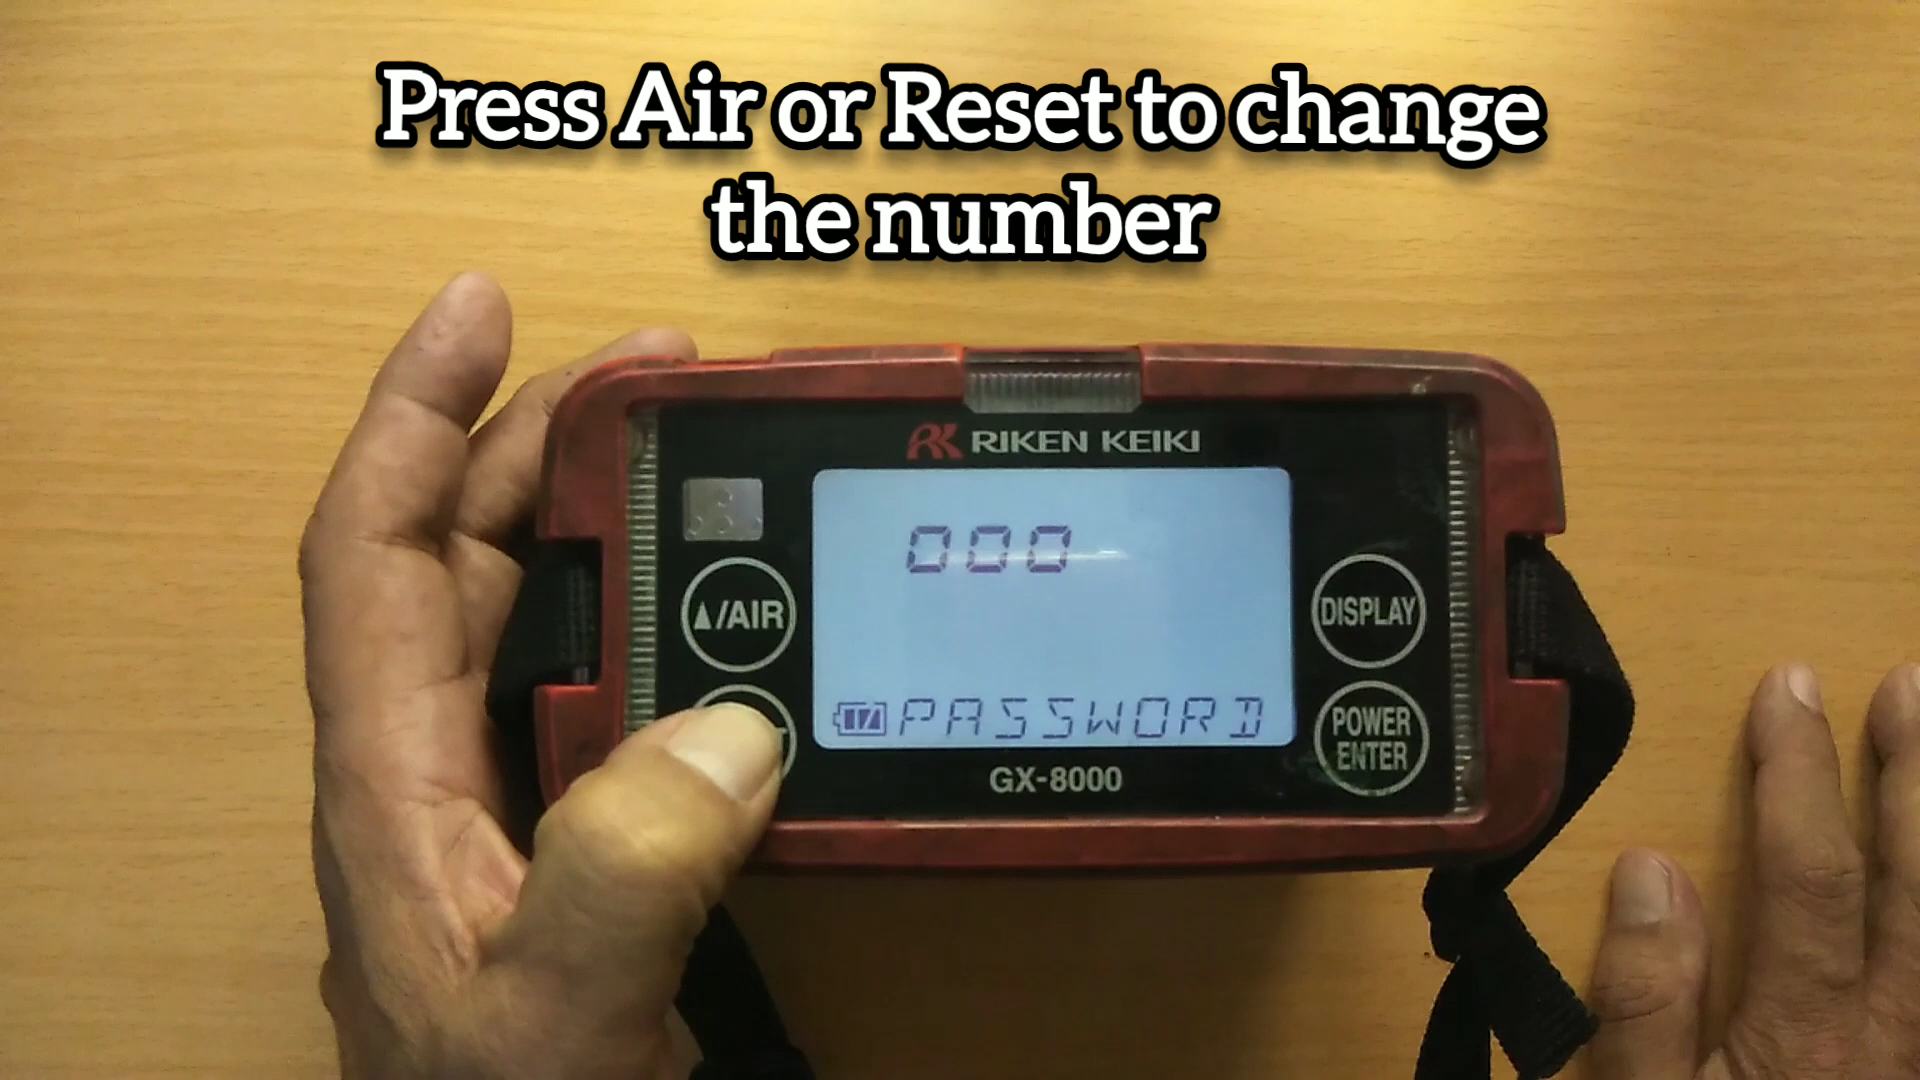 Press Air or Reset to change
the number
RIKEN KEIKI
000
▲/AIR
DISPLAY
PASSWORD
POWER
ENTER
GX-8000